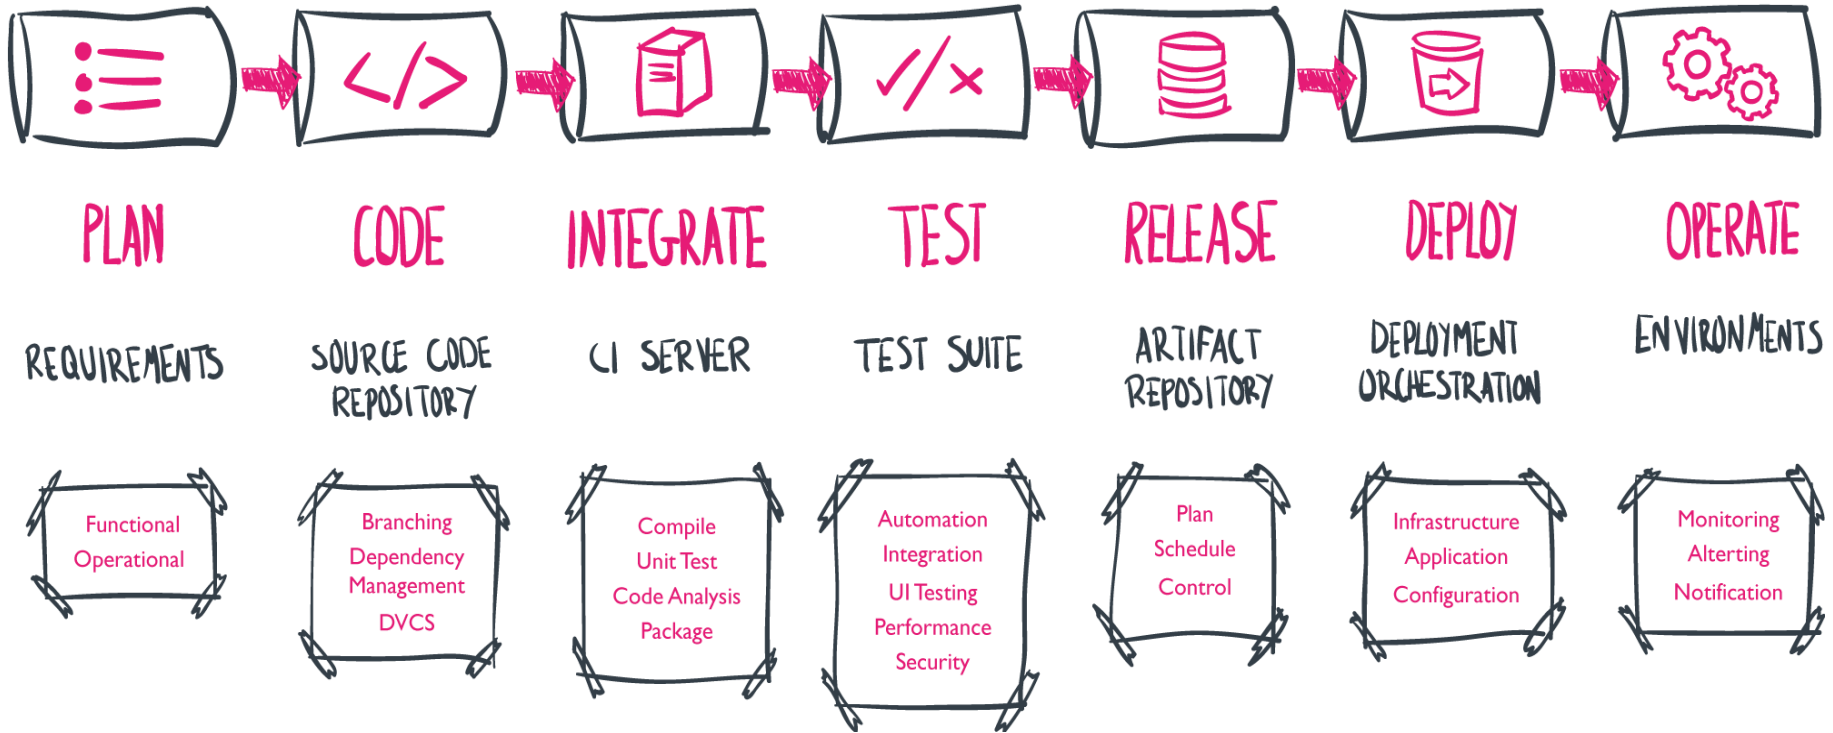 PLAN
CODE
INTEGRATE
TEST
RELEASE
DEPLOY
OPERATE
REQUIREMENTS
SOURCE CODE
REPOSITORY
CI SERVER
TEST SUITE
ARTIFACT
REPOSITORY
DEPLOYMENT
ORCHESTRATION
ENVIRONMENTS
Functional
Operational
Branching
Dependency
Management
DVCS
Compile
Unit Test
Code Analysis
Package
Automation
Integration
UI Testing
Performance
Security
Plan
Schedule
Control
Infrastructure
Application
Configuration
Monitoring
Alterting
Notification